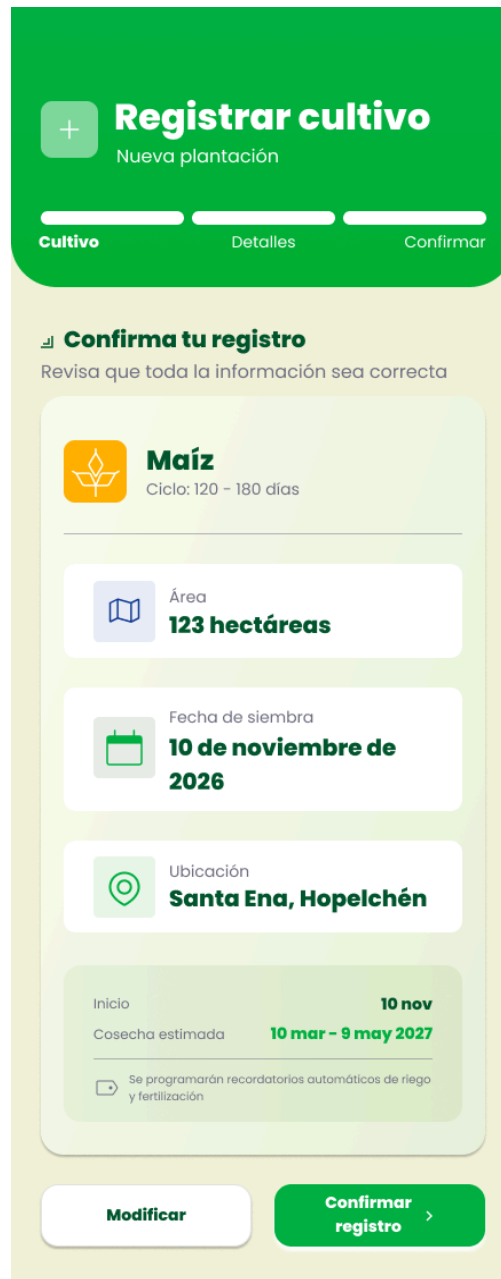 Registrar cultivo
Nueva plantación
Cultivo Detalles Confirmar
Confirma tu registro
Revisa que toda la información sea correcta
Maíz
Ciclo: 120 - 180 días
Área
123 hectáreas
Fecha de siembra
10 de noviembre de
2026
Ubicación
Santa Ena, Hopelchén
Inicio 10 nov
Cosecha estimada 10 mar - 9 may 2027
Se programarán recordatorios automáticos de riego
y fertilización
Modificar
Confirmar
registro